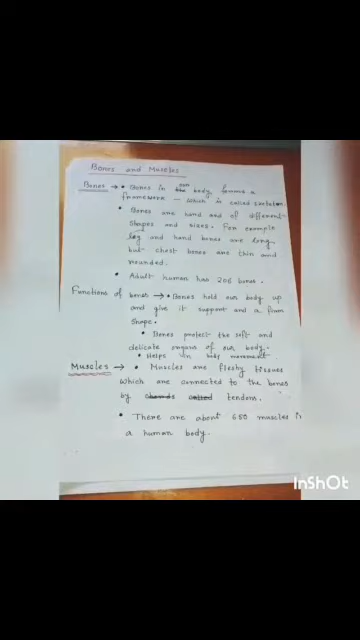 Bones and Muscles
Bones → • Bones in our body forms a
framework – which is called skeleton.
• Bones are hard and of different
shapes and sizes. For example
leg and hand bones are long
but chest bones are thin and
rounded.
• Adult human has 206 bones.
Functions of bones → • Bones hold our body up
and give it support and a firm
shape.
• Bones protect the soft and
delicate organs of our body.
• Helps in body movement
Muscles → • Muscles are fleshy tissues
which are connected to the bones
by tendons.
• There are about 650 muscles in
a human body.
InShOt